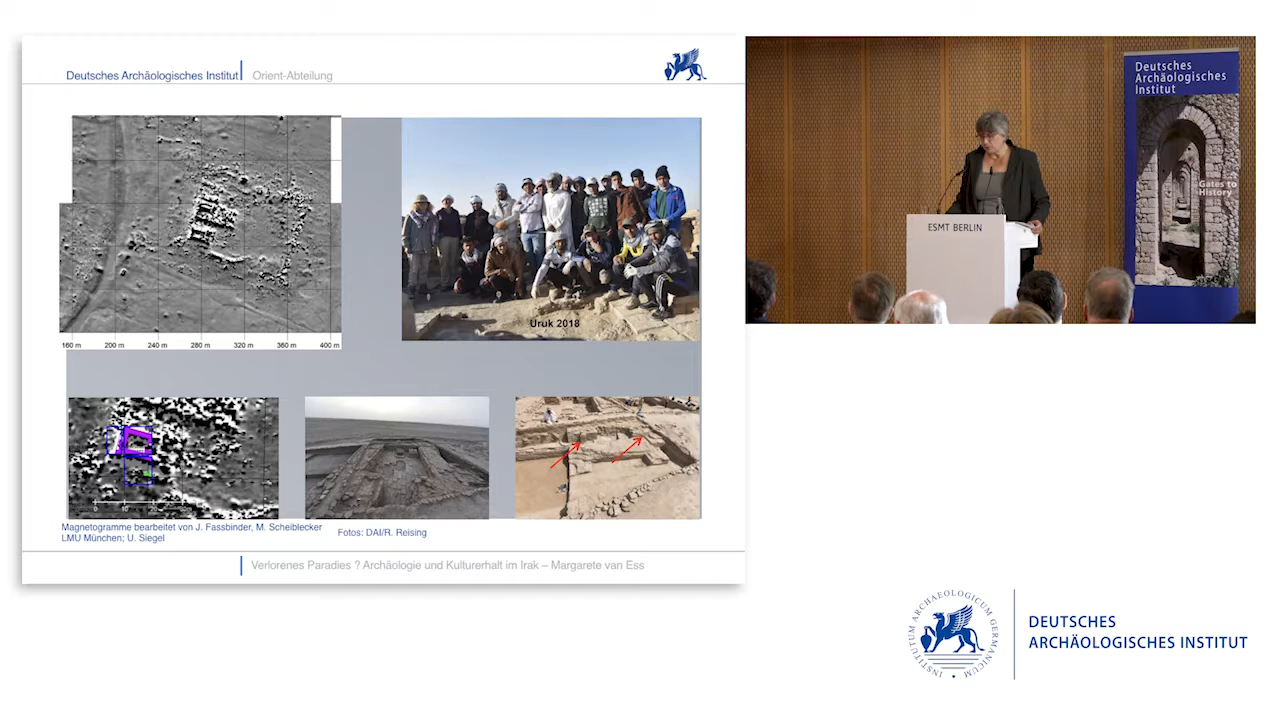 Deutsches Archäologisches Institut
Orient-Abteilung
Uruk 2018
160 m 200 m 240 m 280 m 320 m 360 m 400 m
Magnetogramme bearbeitet von J. Fassbinder, M. Scheiblecker
LMU München; U. Siegel
Fotos: DAI/R. Reising
Verlorenes Paradies ? Archäologie und Kulturerhalt im Irak – Margarete van Ess
ESMT BERLIN
Deutsches
Archäologisches
Institut
Gates to
History
INSTITUTUM ARCHAEOLOGICUM GERMANICUM
DEUTSCHES
ARCHÄOLOGISCHES INSTITUT